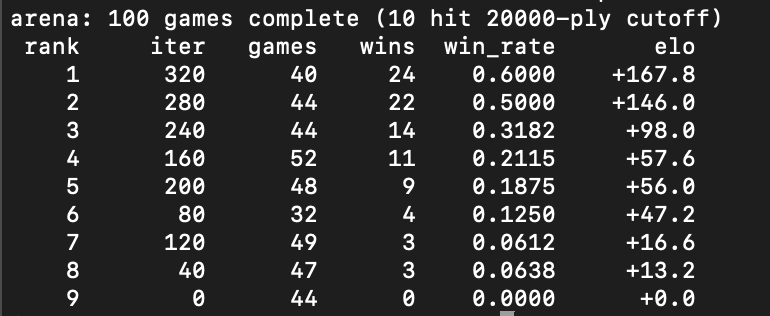 arena: 100 games complete (10 hit 20000-ply cutoff)
rank iter games wins win_rate elo
1 320 40 24 0.6000 +167.8
2 280 44 22 0.5000 +146.0
3 240 44 14 0.3182 +98.0
4 160 52 11 0.2115 +57.6
5 200 48 9 0.1875 +56.0
6 80 32 4 0.1250 +47.2
7 120 49 3 0.0612 +16.6
8 40 47 3 0.0638 +13.2
9 0 44 0 0.0000 +0.0